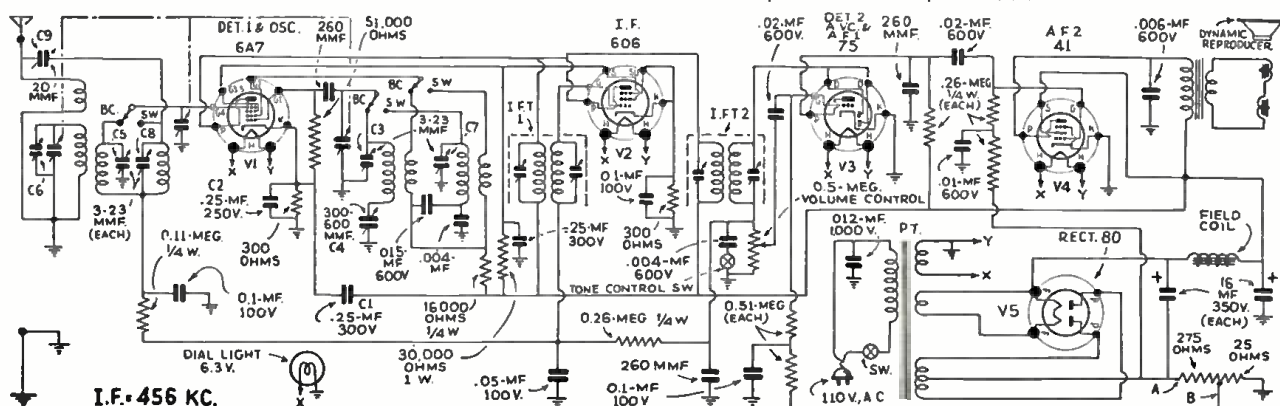 C9
20
MMF.
BC
SW
C5
C8
C6
3-23
MMF.
(EACH)
0.11-MEG.
1/4 W.
0.1-MF.
100V
DET.1 & OSC.
6A7
260
MMF.
51,000
OHMS
V1
X
Y
C2
.25-MF.
250V.
300
OHMS
BC
SW
BC
SW
C3
3-23
MMF
C7
300-
600
MMF.
C4
.015-
MF
600V
.004-
MF
C1
.25-MF
300V
16000
OHMS
1/4 W
30,000
OHMS
1 W.
I.FT
1
.25-MF
300V
I.F.
606
V2
X
Y
0.1-MF
100V
300
OHMS
I.FT2
.004-MF
600V
TONE CONTROL SW
0.26-MEG 1/4 W
.05-MF
100V.
260 MMF
0.1-MF
100V
0.51-MEG
(EACH)
.02-MF
600V.
DET.2
A.V.C. &
A F 1
75
260
MMF.
V3
X
Y
0.5-MEG.
VOLUME CONTROL
.02-MF.
600V
.26-MEG
1/4 W.
(EACH)
.01-MF
600V
A F 2
41
V4
X
Y
.006-MF
600V
DYNAMIC
REPRODUCER
.012-MF.
1,000 V.
P.T.
Y
X
SW.
110V., A C
RECT. 80
V5
FIELD
COIL
+
+
16
MF
350V.
(EACH)
275
OHMS
25
OHMS
A
B
DIAL LIGHT
6.3V.
X
I.F.= 456 KC.